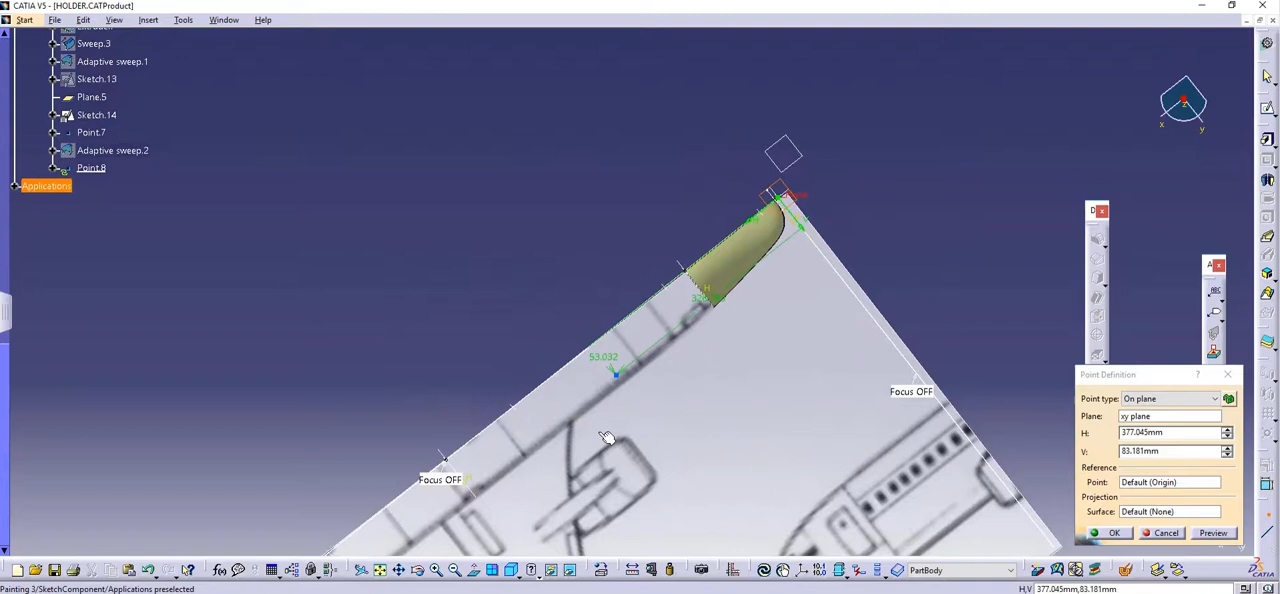 CATIA V5 - [HOLDER.CATProduct]
Start File Edit View Insert Tools Window Help
Sweep.3
Adaptive sweep.1
Sketch.13
Plane.5
Sketch.14
Point.7
Adaptive sweep.2
Point.8
Applications
x y z
D
A
ABC
H
53.032
Focus OFF
Focus OFF
H
Point Definition ? X
Point type: On plane
Plane: xy plane
H: 377.045mm
V: 83.181mm
Reference
Point: Default (Origin)
Projection
Surface: Default (None)
OK Cancel Preview
f(x) 10.1 PartBody
Painting 3/SketchComponent/Applications preselected H,V 377.045mm,83.181mm